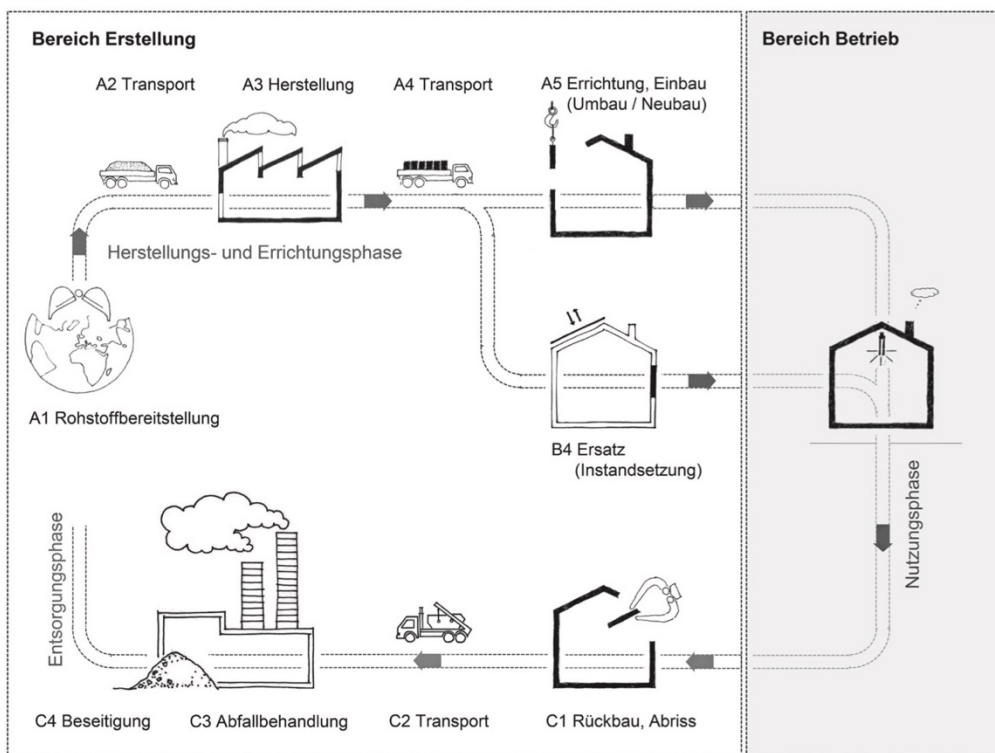 Bereich Erstellung
Bereich Betrieb
A2 Transport
A3 Herstellung
A4 Transport
A5 Errichtung, Einbau
(Umbau / Neubau)
Herstellungs- und Errichtungsphase
A1 Rohstoffbereitstellung
B4 Ersatz
(Instandsetzung)
Nutzungsphase
Entsorgungsphase
C4 Beseitigung
C3 Abfallbehandlung
C2 Transport
C1 Rückbau, Abriss